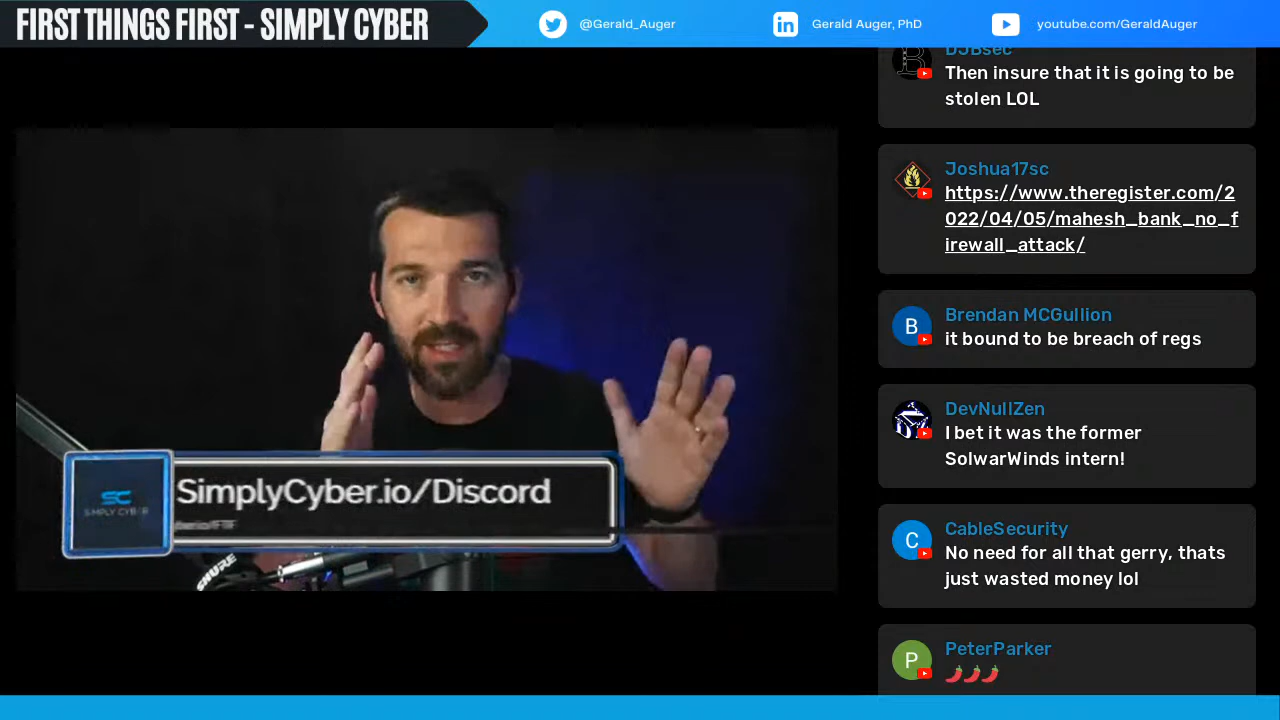 FIRST THINGS FIRST - SIMPLY CYBER
@Gerald_Auger
Gerald Auger, PhD
youtube.com/GeraldAuger
DJBsec
Then insure that it is going to be
stolen LOL
Joshua17sc
https://www.theregister.com/2
022/04/05/mahesh_bank_no_f
irewall_attack/
B
Brendan MCGullion
it bound to be breach of regs
DevNullZen
I bet it was the former
SolwarWinds intern!
C
CableSecurity
No need for all that gerry, thats
just wasted money lol
P
PeterParker
🌶️🌶️🌶️
SC
SIMPLY CYBER
SimplyCyber.io/Discord
SHURE